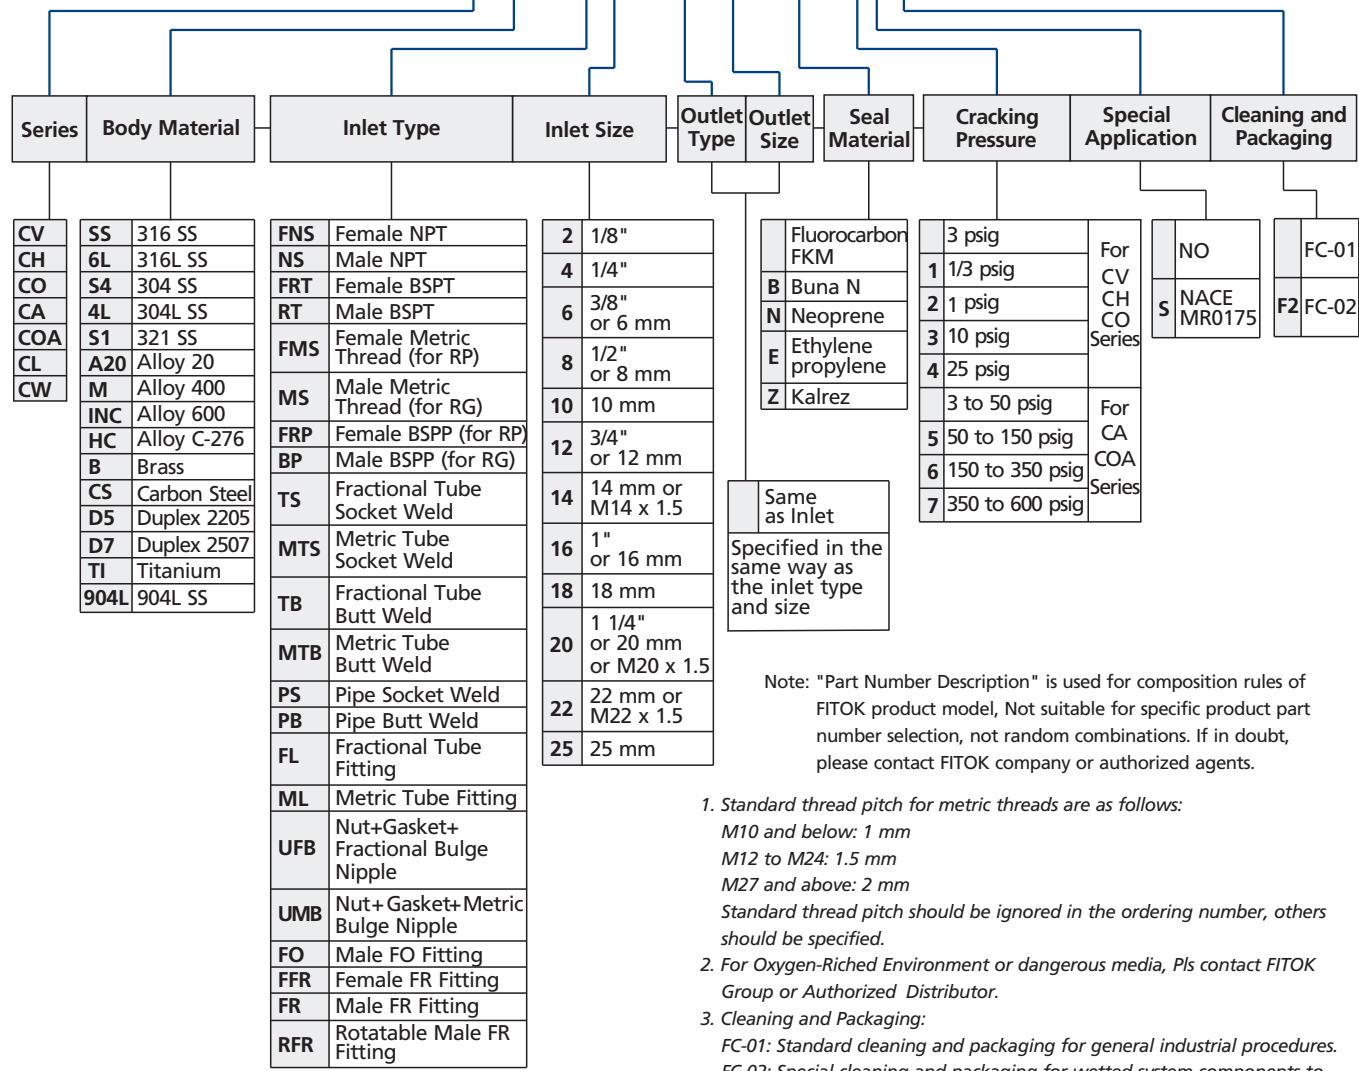 Series
Body Material
Inlet Type
Inlet Size
Outlet
Type
Outlet
Size
Seal
Material
Cracking
Pressure
Special
Application
Cleaning and
Packaging
CV
CH
CO
CA
COA
CL
CW
SS 316 SS
6L 316L SS
S4 304 SS
4L 304L SS
S1 321 SS
A20 Alloy 20
M Alloy 400
INC Alloy 600
HC Alloy C-276
B Brass
CS Carbon Steel
D5 Duplex 2205
D7 Duplex 2507
TI Titanium
904L 904L SS
FNS Female NPT
NS Male NPT
FRT Female BSPT
RT Male BSPT
FMS Female Metric
Thread (for RP)
MS Male Metric
Thread (for RG)
FRP Female BSPP (for RP)
BP Male BSPP (for RG)
TS Fractional Tube
Socket Weld
MTS Metric Tube
Socket Weld
TB Fractional Tube
Butt Weld
MTB Metric Tube
Butt Weld
PS Pipe Socket Weld
PB Pipe Butt Weld
FL Fractional Tube
Fitting
ML Metric Tube Fitting
UFB Nut+Gasket+
Fractional Bulge
Nipple
UMB Nut+Gasket+Metric
Bulge Nipple
FO Male FO Fitting
FFR Female FR Fitting
FR Male FR Fitting
RFR Rotatable Male FR
Fitting
2 1/8"
4 1/4"
6 3/8"
or 6 mm
8 1/2"
or 8 mm
10 10 mm
12 3/4"
or 12 mm
14 14 mm or
M14 x 1.5
16 1"
or 16 mm
18 18 mm
20 1 1/4"
or 20 mm
or M20 x 1.5
22 22 mm or
M22 x 1.5
25 25 mm
Same
as Inlet
Specified in the
same way as
the inlet type
and size
Fluorocarbon
FKM
B Buna N
N Neoprene
E Ethylene
propylene
Z Kalrez
3 psig
1 1/3 psig
2 1 psig
3 10 psig
4 25 psig
For
CV
CH
CO
Series
3 to 50 psig
5 50 to 150 psig
6 150 to 350 psig
7 350 to 600 psig
For
CA
COA
Series
NO
S NACE
MR0175
FC-01
F2 FC-02
Note: "Part Number Description" is used for composition rules of
FITOK product model, Not suitable for specific product part
number selection, not random combinations. If in doubt,
please contact FITOK company or authorized agents.
1. Standard thread pitch for metric threads are as follows:
M10 and below: 1 mm
M12 to M24: 1.5 mm
M27 and above: 2 mm
Standard thread pitch should be ignored in the ordering number, others
should be specified.
2. For Oxygen-Riched Environment or dangerous media, Pls contact FITOK
Group or Authorized Distributor.
3. Cleaning and Packaging:
FC-01: Standard cleaning and packaging for general industrial procedures.
FC-02: Special cleaning and packaging for wetted system components to